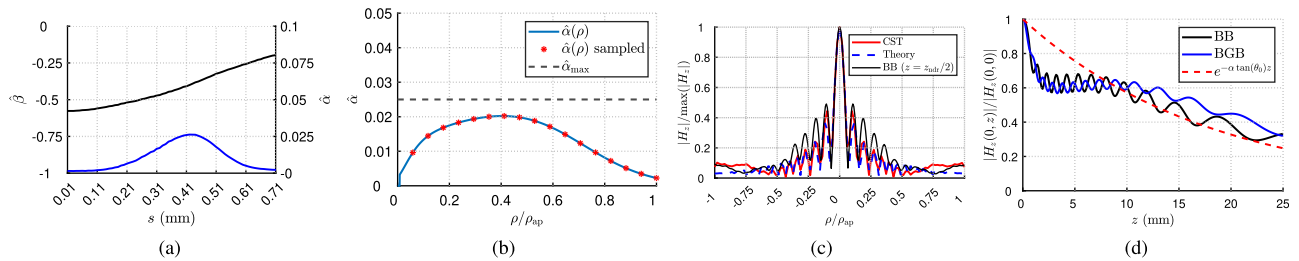 0
-0.25
-0.5
-0.75
-1
β̂
0.1
0.075
0.05
0.025
-0
α̂
0.01
0.11
0.21
0.31
0.41
0.51
0.61
0.71
s (mm)
(a)
0.05
0.04
0.03
0.02
0.01
0
α̂
α̂(ρ)
α̂(ρ) sampled
α̂max
0
0.2
0.4
0.6
0.8
1
ρ/ρap
(b)
1
0.8
0.6
0.4
0.2
0
|Hz|/max(|Hz|)
CST
Theory
BB (z = zndr/2)
-1
-0.75
-0.5
-0.25
0
0.25
0.5
0.75
1
ρ/ρap
(c)
1
0.8
0.6
0.4
0.2
0
|Hz(0, z)|/|Hz(0, 0)|
BB
BGB
e−α tan(θ0)z
0
5
10
15
20
25
z (mm)
(d)